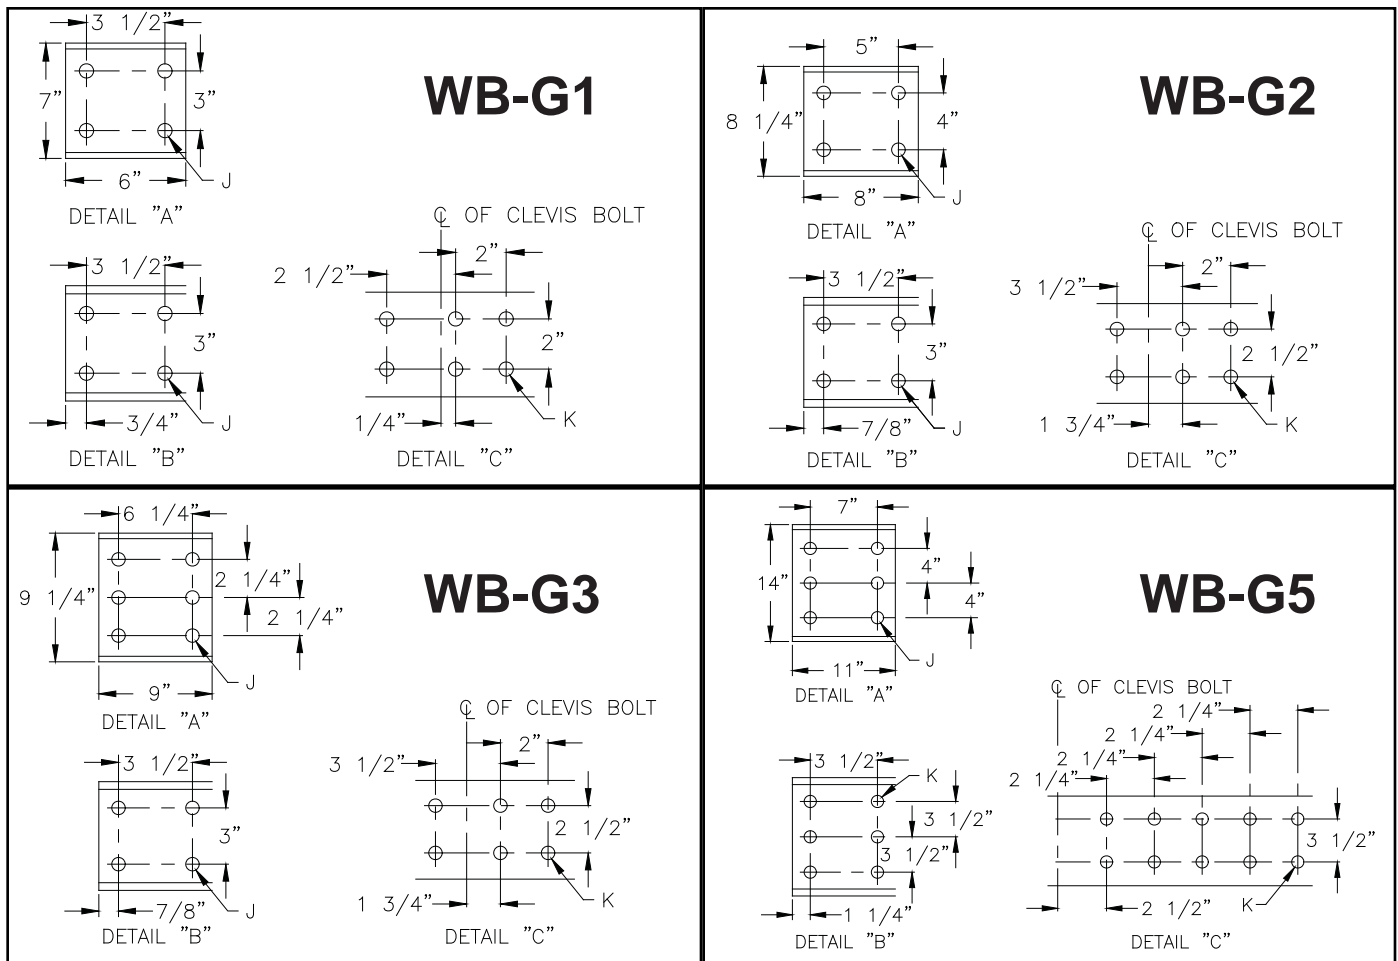 3 1/2”
7”
3”
6”
J
DETAIL "A"
WB-G1
3 1/2”
3”
3/4”
J
DETAIL "B"
℄ OF CLEVIS BOLT
2”
2 1/2”
2”
1/4”
K
DETAIL "C"
5”
8 1/4”
4”
8”
J
DETAIL "A"
WB-G2
3 1/2”
3”
7/8”
J
DETAIL "B"
℄ OF CLEVIS BOLT
2”
3 1/2”
2 1/2”
1 3/4”
K
DETAIL "C"
6 1/4”
2 1/4”
9 1/4”
2 1/4”
9”
J
DETAIL "A"
WB-G3
3 1/2”
3”
7/8”
J
DETAIL "B"
℄ OF CLEVIS BOLT
2”
3 1/2”
2 1/2”
1 3/4”
K
DETAIL "C"
7”
4”
14”
4”
11”
J
DETAIL "A"
WB-G5
3 1/2”
K
3 1/2”
3 1/2”
1 1/4”
DETAIL "B"
℄ OF CLEVIS BOLT
2 1/4”
2 1/4”
2 1/4”
2 1/4”
3 1/2”
2 1/2”
K
DETAIL "C"